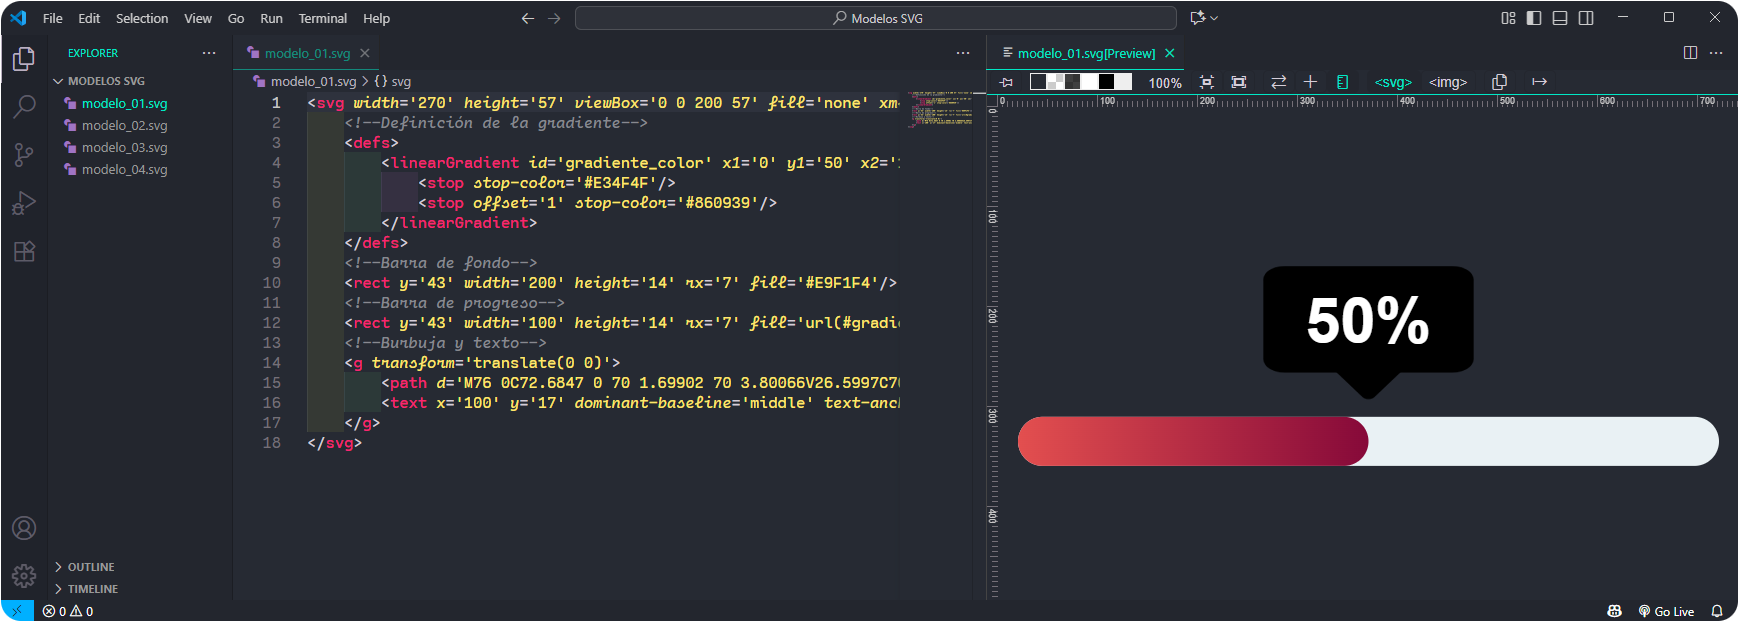 File Edit Selection View Go Run Terminal Help
Modelos SVG
EXPLORER
MODELOS SVG
modelo_01.svg
modelo_02.svg
modelo_03.svg
modelo_04.svg
OUTLINE
TIMELINE
modelo_01.svg
modelo_01.svg > {} svg
1 <svg width='270' height='57' viewBox='0 0 200 57' fill='none' xm
2 <!--Definición de la gradiente-->
3 <defs>
4 <linearGradient id='gradiente_color' x1='0' y1='50' x2='
5 <stop stop-color='#E34F4F'/>
6 <stop offset='1' stop-color='#860939'/>
7 </linearGradient>
8 </defs>
9 <!--Barra de fondo-->
10 <rect y='43' width='200' height='14' rx='7' fill='#E9F1F4'/>
11 <!--Barra de progreso-->
12 <rect y='43' width='100' height='14' rx='7' fill='url(#gradi
13 <!--Burbuja y texto-->
14 <g transform='translate(0 0)'>
15 <path d='M76 0C72.6847 0 70 1.69902 70 3.80066V26.5997C70
16 <text x='100' y='17' dominant-baseline='middle' text-anc
17 </g>
18 </svg>
modelo_01.svg[Preview]
100% <svg> <img>
0 100 200 300 400 500 600 700
0
100
200
300
400
50%
0 0
Go Live